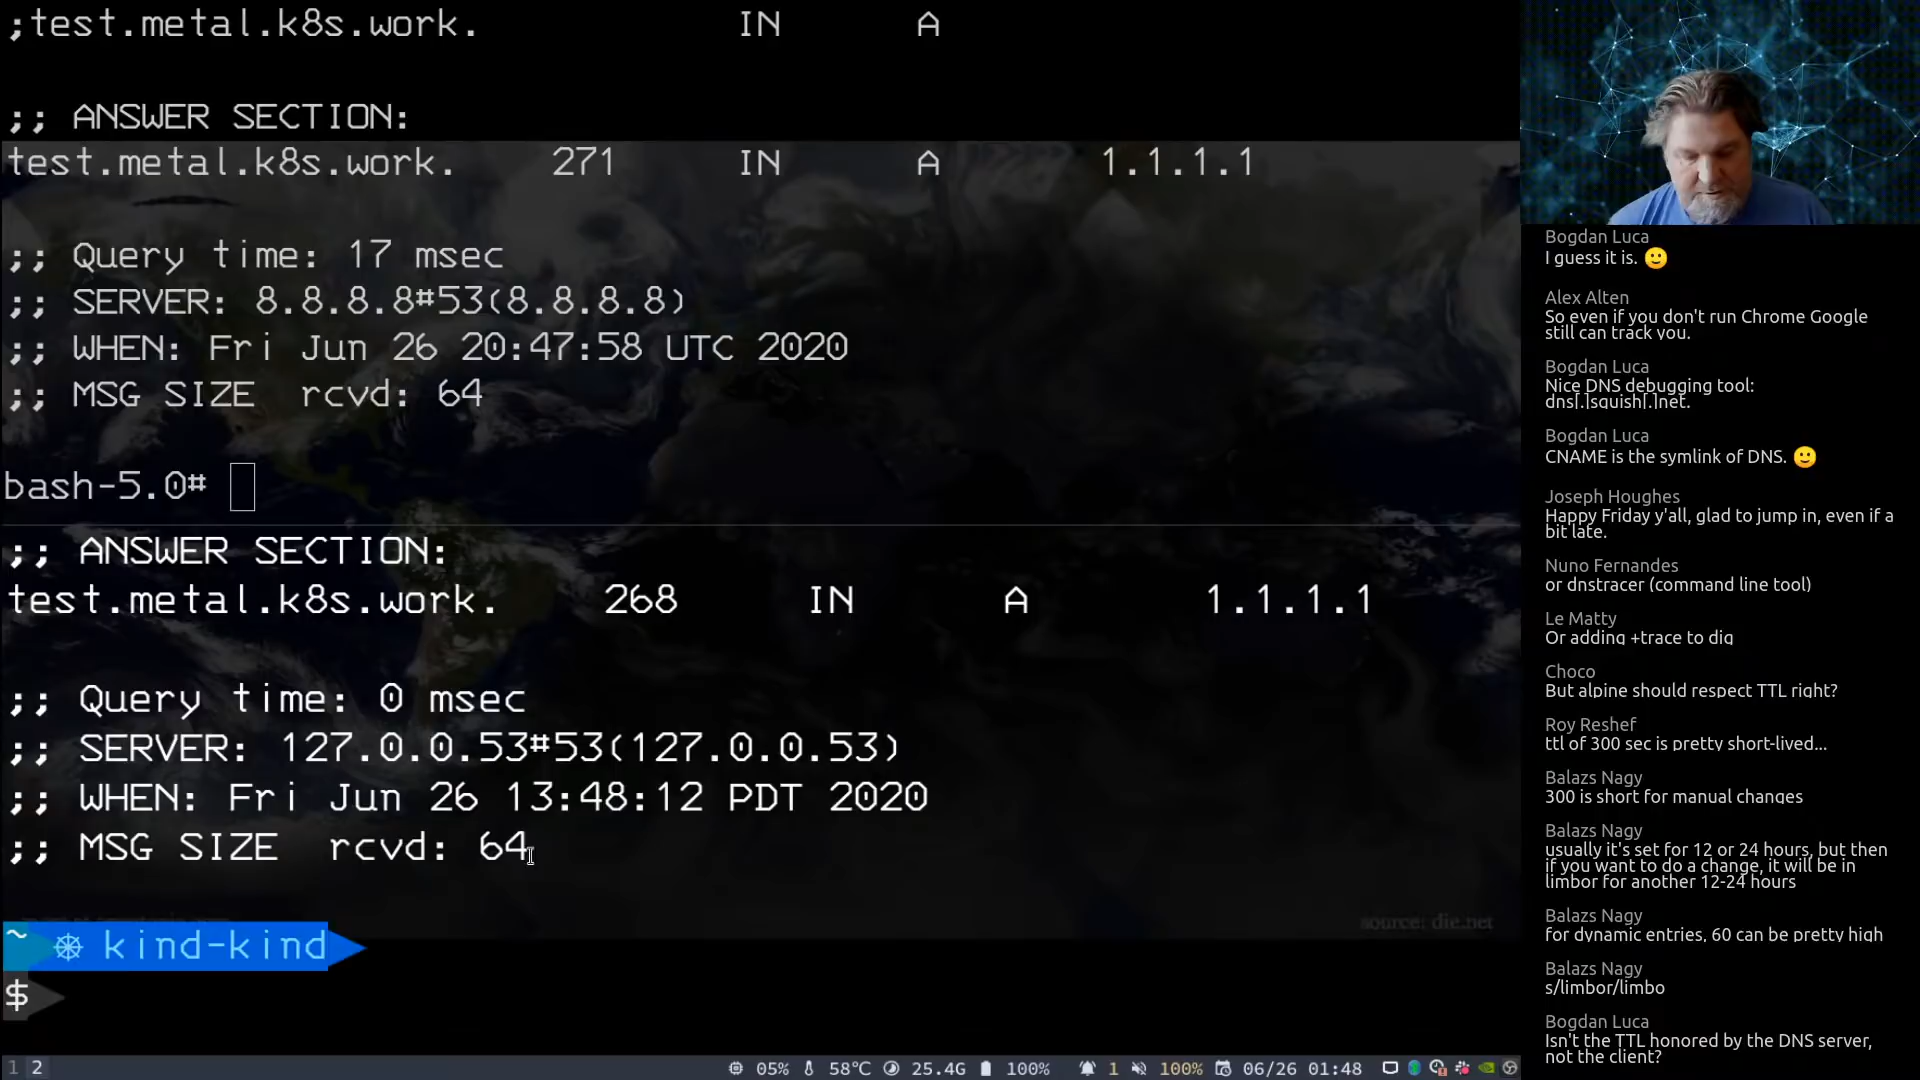 ;test.metal.k8s.work. IN A
;; ANSWER SECTION:
test.metal.k8s.work. 271 IN A 1.1.1.1
;; Query time: 17 msec
;; SERVER: 8.8.8.8#53(8.8.8.8)
;; WHEN: Fri Jun 26 20:47:58 UTC 2020
;; MSG SIZE rcvd: 64
bash-5.0#
;; ANSWER SECTION:
test.metal.k8s.work. 268 IN A 1.1.1.1
;; Query time: 0 msec
;; SERVER: 127.0.0.53#53(127.0.0.53)
;; WHEN: Fri Jun 26 13:48:12 PDT 2020
;; MSG SIZE rcvd: 64
source: die.net
~ ⎈ kind-kind
$
1 2 05% 58℃ 25.4G 100% 1 100% 06/26 01:48
Bogdan Luca
I guess it is. 🙂
Alex Alten
So even if you don't run Chrome Google
still can track you.
Bogdan Luca
Nice DNS debugging tool:
dns[.]squish[.]net.
Bogdan Luca
CNAME is the symlink of DNS. 🙂
Joseph Houghes
Happy Friday y'all, glad to jump in, even if a
bit late.
Nuno Fernandes
or dnstracer (command line tool)
Le Matty
Or adding +trace to dig
Choco
But alpine should respect TTL right?
Roy Reshef
ttl of 300 sec is pretty short-lived...
Balazs Nagy
300 is short for manual changes
Balazs Nagy
usually it's set for 12 or 24 hours, but then
if you want to do a change, it will be in
limbor for another 12-24 hours
Balazs Nagy
for dynamic entries, 60 can be pretty high
Balazs Nagy
s/limbor/limbo
Bogdan Luca
Isn't the TTL honored by the DNS server,
not the client?